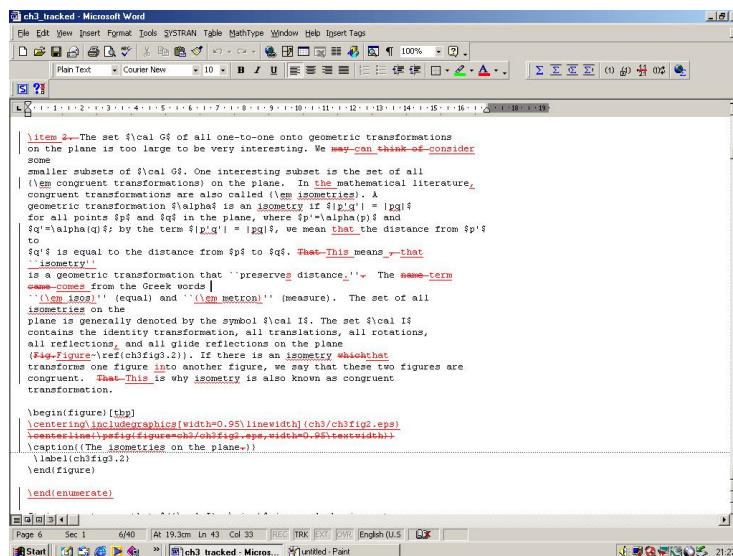 ch3_tracked - Microsoft Word
File Edit View Insert Format Tools SYSTRAN Table MathType Window Help Insert Tags
100%
Plain Text Courier New 10 B I U
\item 2. The set $\cal G$ of all one-to-one onto geometric transformations
on the plane is too large to be very interesting. We may can think of consider
some
smaller subsets of $\cal G$. One interesting subset is the set of all
{\em congruent transformations} on the plane. In the mathematical literature,
congruent transformations are also called {\em isometries}. A
geometric transformation $\alpha$ is an isometry if $|p'q'| = |pq|$
for all points $p$ and $q$ in the plane, where $p'=\alpha(p)$ and
$q'=\alpha(q)$; by the term $|p'q'| = |pq|$, we mean that the distance from $p'$
to
$q'$ is equal to the distance from $p$ to $q$. That This means , that
``isometry''
is a geometric transformation that ``preserves distance.''. The name term
came comes from the Greek words
``{\em isos}'' (equal) and ``{\em metron}'' (measure). The set of all
isometries on the
plane is generally denoted by the symbol $\cal I$. The set $\cal I$
contains the identity transformation, all translations, all rotations,
all reflections, and all glide reflections on the plane
(Fig.Figure~\ref{ch3fig3.2}). If there is an isometry whichthat
transforms one figure into another figure, we say that these two figures are
congruent. That This is why isometry is also known as congruent
transformation.
\begin{figure}[tbp]
\centering\includegraphics[width=0.95\linewidth]{ch3/ch3fig2.eps}
\centerline{\psfig{figure=ch3/ch3fig2.eps,width=0.95\textwidth}}
\caption{{The isometries on the plane.}}
\label{ch3fig3.2}
\end{figure}
\end{enumerate}
Page 6 Sec 1 6/40 At 19.3cm Ln 43 Col 33 REC TRK EXT OVR English (U.S
Start ch3_tracked - Micros... untitled - Paint